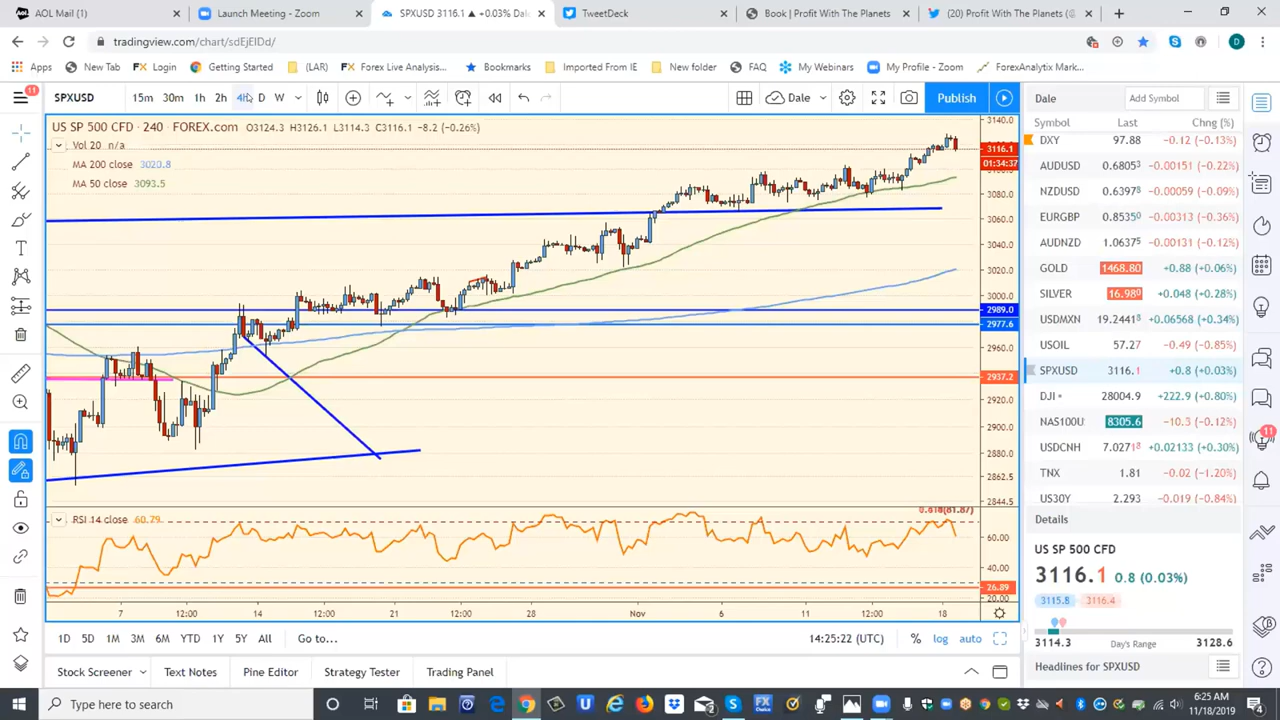 AOL Mail (1)
Launch Meeting - Zoom
SPXUSD 3116.1 ▲ +0.03% Dal
TweetDeck
Book | Profit With The Planets
(20) Profit With The Planets (
https://www.tradingview.com/chart/sdEjEIDd/
D
Apps
New Tab
Login
Getting Started
(LAR)
Forex Live Analysis...
Bookmarks
Imported From IE
New folder
FAQ
My Webinars
My Profile - Zoom
ForexAnalytix Mark...
11
SPXUSD
15m 30m 1h 2h 4h D W
Dale
Publish
US SP 500 CFD · 240 · FOREX.com O3124.3 H3126.1 L3114.3 C3116.1 -8.2 (-0.26%)
Vol 20 n/a
MA 200 close 3020.8
MA 50 close 3093.5
3140.0
3116.1
01:34:37
3080.0
3060.0
3040.0
3020.0
3000.0
2989.0
2977.6
2960.0
2937.2
2920.0
2900.0
2880.0
2862.5
2844.5
RSI 14 close 60.79
0.618(61.87)
60.00
40.00
26.89
20.00
7 12:00 14 12:00 21 12:00 28 Nov 6 11 12:00 18
1D 5D 1M 3M 6M YTD 1Y 5Y All Go to...
14:25:22 (UTC) % log auto
Stock Screener Text Notes Pine Editor Strategy Tester Trading Panel
Dale
Add Symbol
Symbol Last Chng (%)
DXY 97.88 -0.12 (-0.13%)
AUDUSD 0.6805³ -0.00151 (-0.22%)
NZDUSD 0.6397⁸ -0.00059 (-0.09%)
EURGBP 0.8535⁰ -0.00313 (-0.36%)
AUDNZD 1.0637⁵ -0.00131 (-0.12%)
GOLD 1468.80 +0.88 (+0.06%)
SILVER 16.98⁰ +0.048 (+0.28%)
USDMXN 19.2441⁸ +0.06568 (+0.34%)
USOIL 57.27 -0.49 (-0.85%)
SPXUSD 3116.1 +0.8 (+0.03%)
DJI 28004.9 +222.9 (+0.80%)
NAS100U 8305.6 -10.3 (-0.12%)
USDCNH 7.0271⁸ +0.02133 (+0.30%)
TNX 1.81 -0.02 (-1.20%)
US30Y 2.293 -0.019 (-0.84%)
Details
US SP 500 CFD
3116.1 0.8 (0.03%)
3115.8 3116.4
3114.3 Day's Range 3128.6
Headlines for SPXUSD
11
Type here to search
6:25 AM
11/18/2019